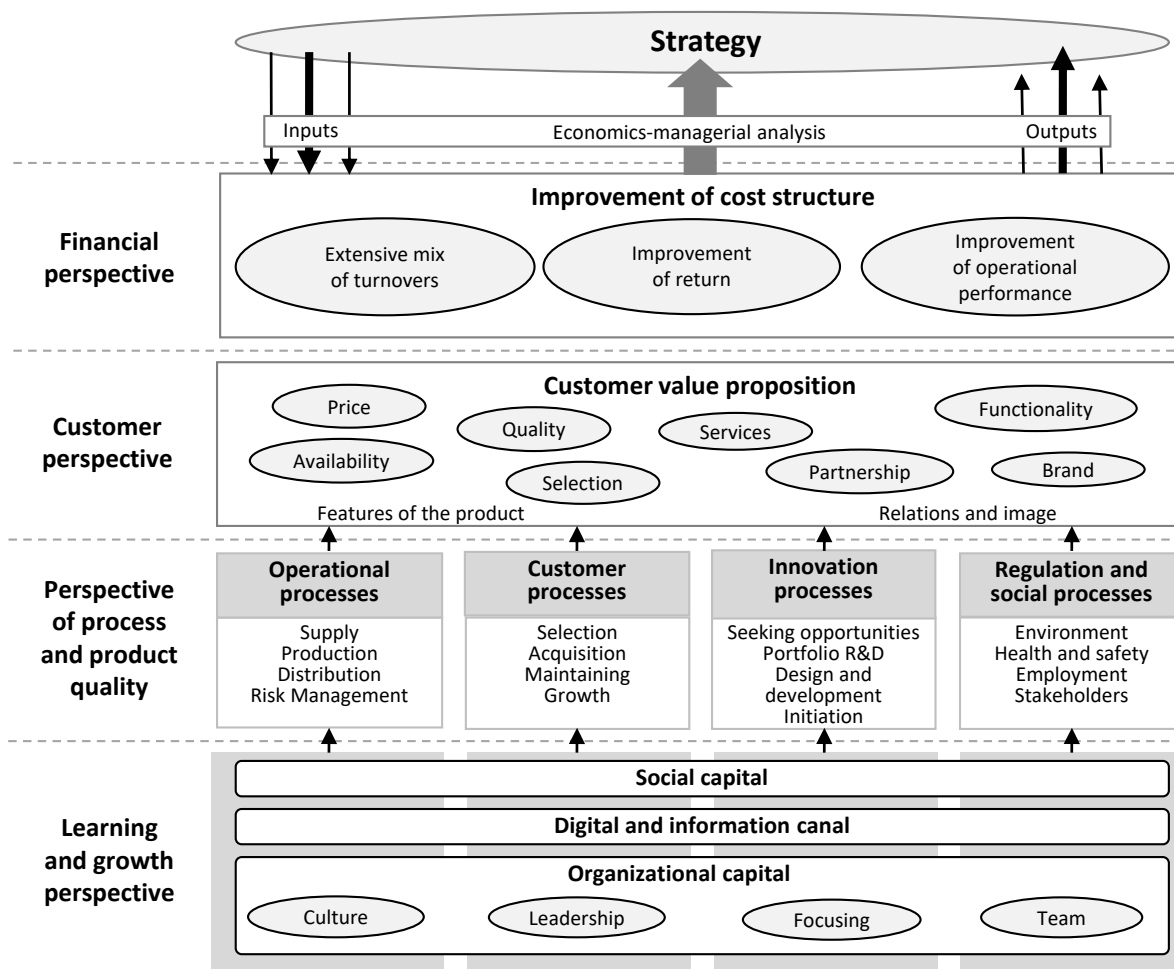 Strategy
Inputs
Economics-managerial analysis
Outputs
Financial
perspective
Improvement of cost structure
Extensive mix
of turnovers
Improvement
of return
Improvement
of operational
performance
Customer
perspective
Customer value proposition
Price
Availability
Quality
Selection
Services
Partnership
Functionality
Brand
Features of the product
Relations and image
Perspective
of process
and product
quality
Operational
processes
Supply
Production
Distribution
Risk Management
Customer
processes
Selection
Acquisition
Maintaining
Growth
Innovation
processes
Seeking opportunities
Portfolio R&D
Design and
development
Initiation
Regulation and
social processes
Environment
Health and safety
Employment
Stakeholders
Learning
and growth
perspective
Social capital
Digital and information canal
Organizational capital
Culture
Leadership
Focusing
Team